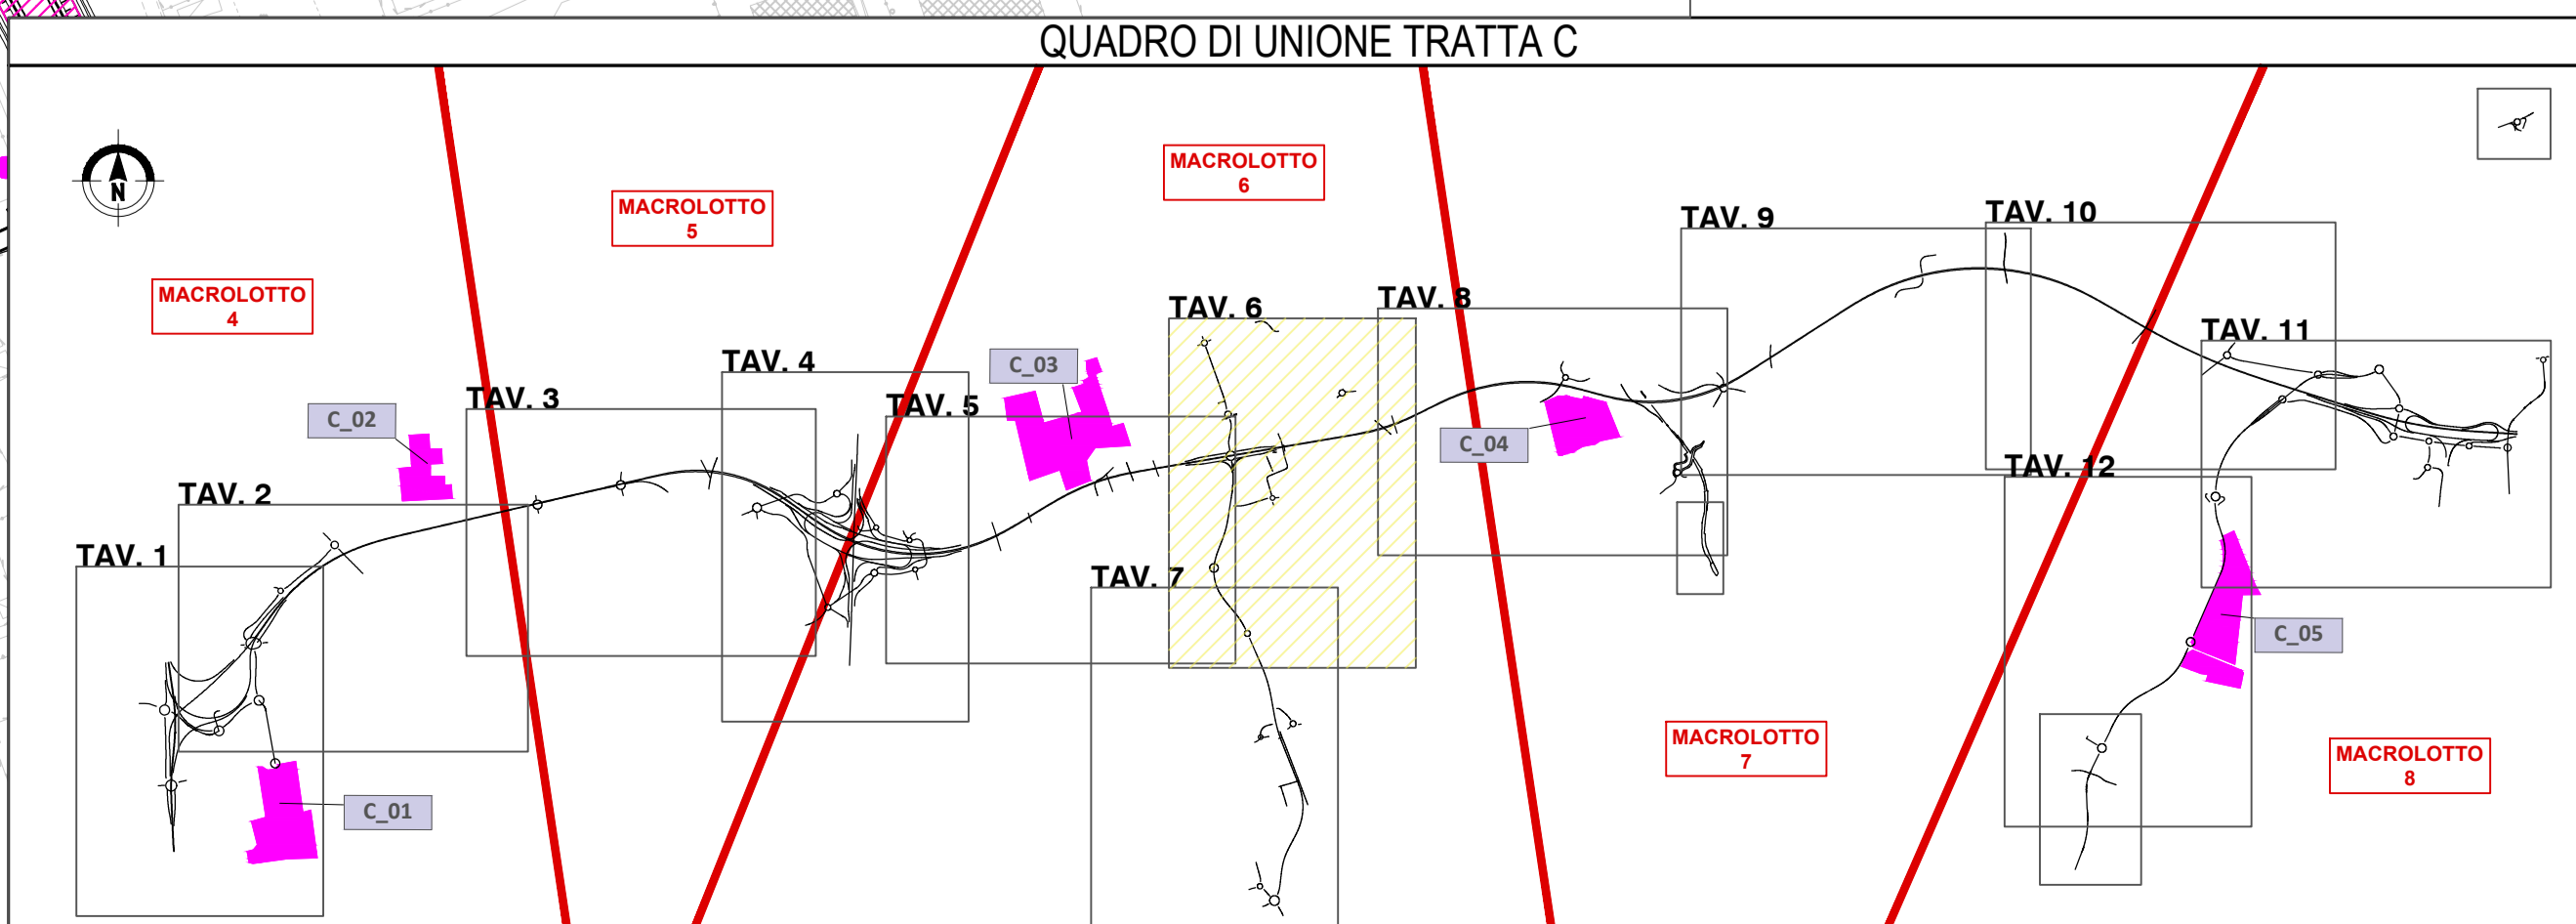 QUADRO DI UNIONE TRATTA C
N
MACROLOTTO
4
MACROLOTTO
5
MACROLOTTO
6
MACROLOTTO
7
MACROLOTTO
8
TAV. 1
TAV. 2
TAV. 3
TAV. 4
TAV. 5
TAV. 6
TAV. 7
TAV. 8
TAV. 9
TAV. 10
TAV. 11
TAV. 12
C_01
C_02
C_03
C_04
C_05